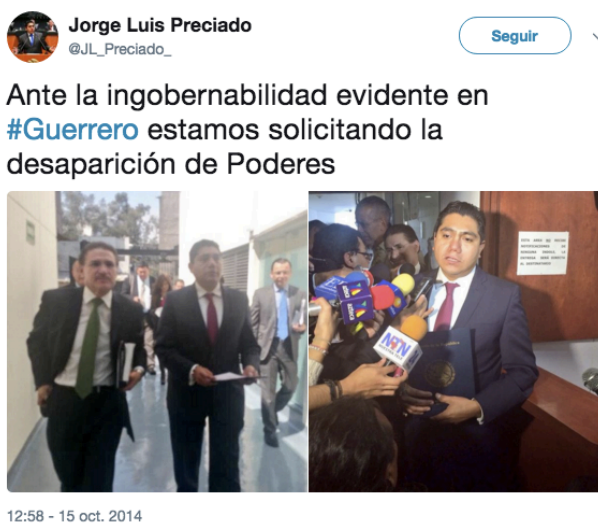 Jorge Luis Preciado
@JL_Preciado_
Seguir
Ante la ingobernabilidad evidente en
#Guerrero estamos solicitando la
desaparición de Poderes
12:58 - 15 oct. 2014